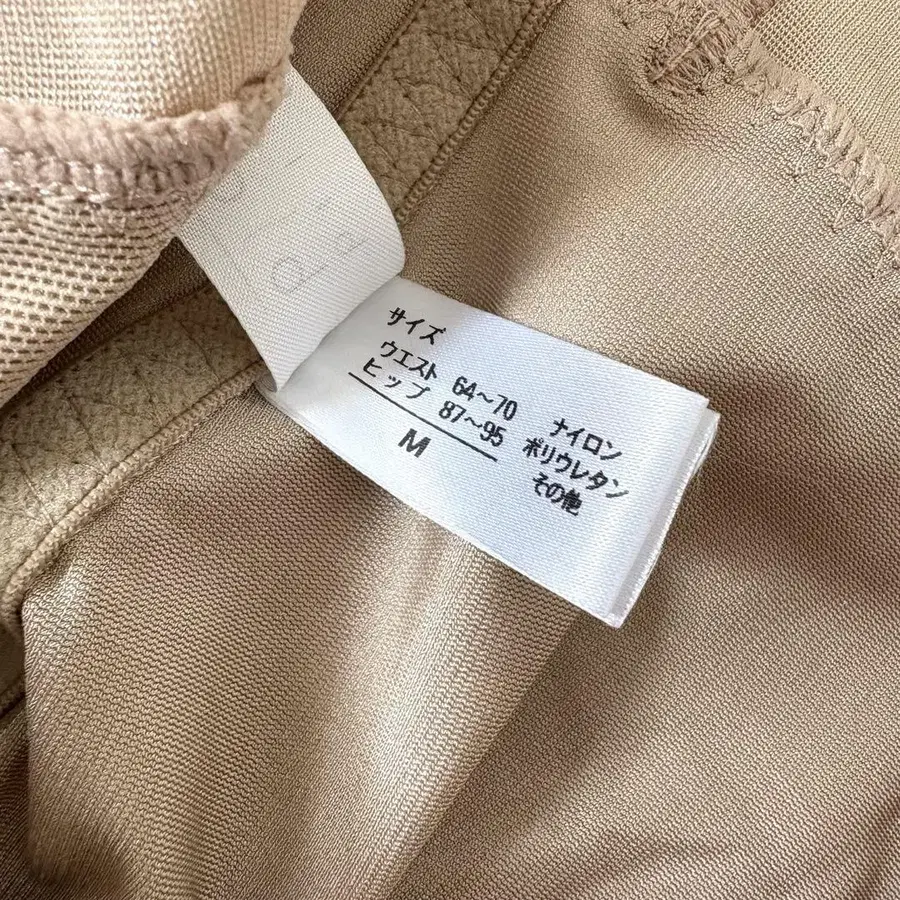 サイズ
ウエスト 64～70
ヒップ 87～95
M
ナイロン
ポリウレタン
その他